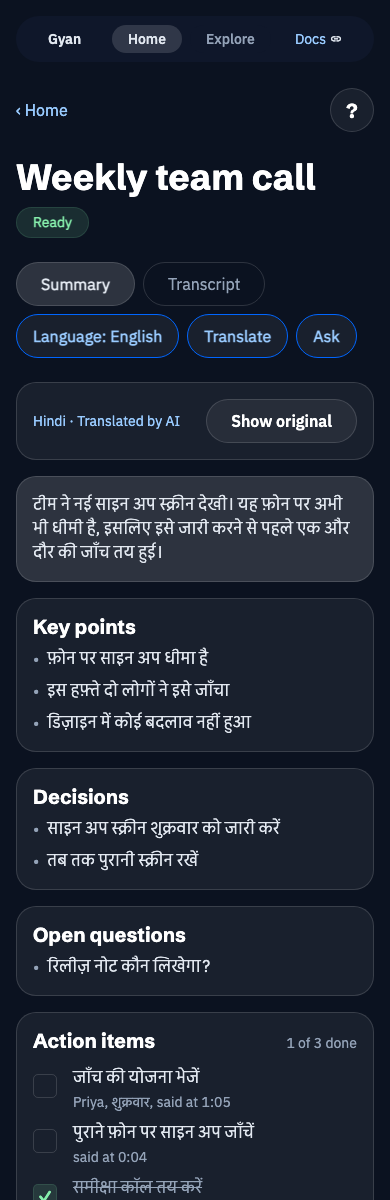 Gyan Home Explore Docs
‹ Home
?
Weekly team call
Ready
Summary Transcript
Language: English Translate Ask
Hindi · Translated by AI Show original
टीम ने नई साइन अप स्क्रीन देखी। यह फ़ोन पर अभी
भी धीमी है, इसलिए इसे जारी करने से पहले एक और
दौर की जाँच तय हुई।
Key points
• फ़ोन पर साइन अप धीमा है
• इस हफ़्ते दो लोगों ने इसे जाँचा
• डिज़ाइन में कोई बदलाव नहीं हुआ
Decisions
• साइन अप स्क्रीन शुक्रवार को जारी करें
• तब तक पुरानी स्क्रीन रखें
Open questions
• रिलीज़ नोट कौन लिखेगा?
Action items 1 of 3 done
जाँच की योजना भेजें
Priya, शुक्रवार, said at 1:05
पुराने फ़ोन पर साइन अप जाँचें
said at 0:04
समीक्षा कॉल तय करें